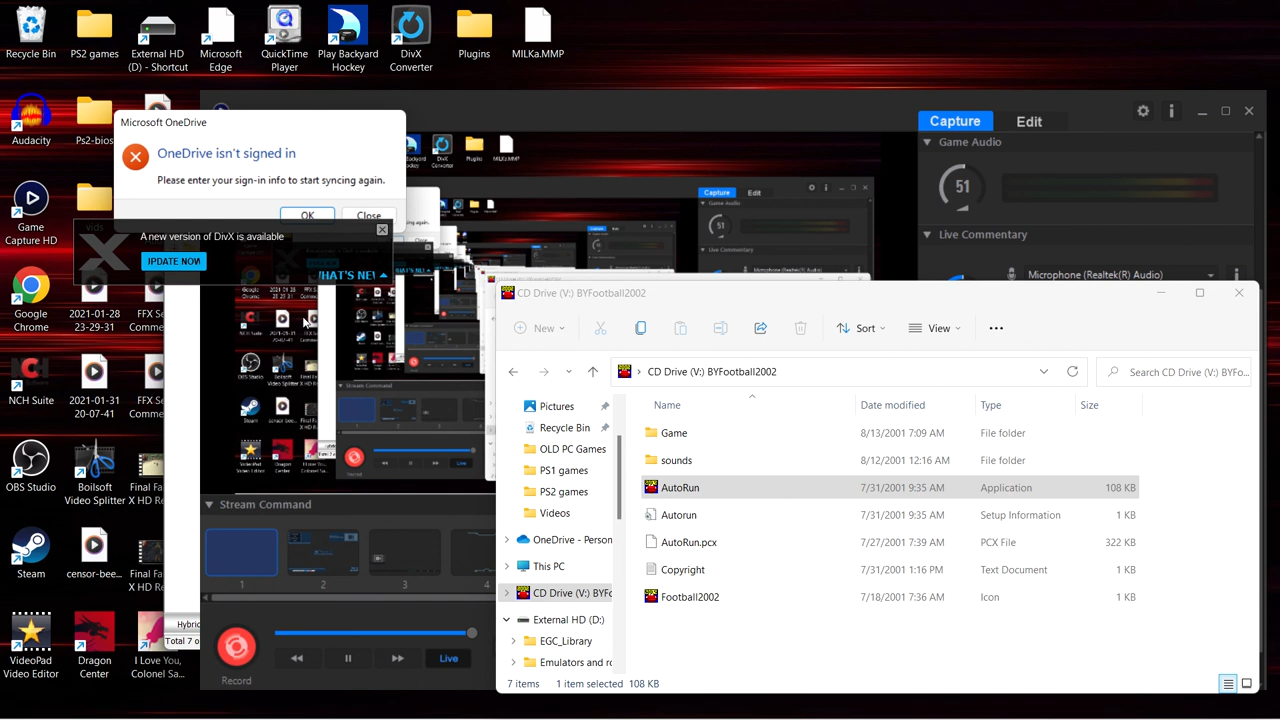 Recycle Bin
PS2 games
External HD
(D) - Shortcut
Microsoft
Edge
QuickTime
Player
Play Backyard
Hockey
DivX
Converter
Plugins
MILKa.MMP
Audacity
Ps2-bios
Microsoft OneDrive
OneDrive isn't signed in
Please enter your sign-in info to start syncing again.
OK
Close
A new version of DivX is available
vids
Game
Capture HD
Google
Chrome
2021-01-28
23-29-31
FFX Se
Comme
NCH Suite
2021-01-31
20-07-41
FFX Se
Comme
OBS Studio
Boilsoft
Video Splitter
Final Fa
X HD R
Steam
censor-bee...
Final Fa
X HD Re
VideoPad
Video Editor
Dragon
Center
I Love You,
Colonel Sa...
Hybric
Total 7 o
Capture
Edit
Game Audio
51
Live Commentary
Microphone (Realtek(R) Audio)
Stream Command
1
2
3
4
Record
Live
CD Drive (V:) BYFootball2002
New
Sort
View
CD Drive (V:) BYFootball2002
Search CD Drive (V:) BYFo...
Pictures
Recycle Bin
OLD PC Games
PS1 games
PS2 games
Videos
OneDrive - Person
This PC
CD Drive (V:) BYFo
External HD (D:)
EGC_Library
Emulators and ro
Name Date modified Type Size
Game 8/13/2001 7:09 AM File folder
sounds 8/12/2001 12:16 AM File folder
AutoRun 7/31/2001 9:35 AM Application 108 KB
Autorun 7/31/2001 9:35 AM Setup Information 1 KB
AutoRun.pcx 7/27/2001 7:39 AM PCX File 322 KB
Copyright 7/31/2001 1:16 PM Text Document 1 KB
Football2002 7/18/2001 7:36 AM Icon 1 KB
7 items 1 item selected 108 KB